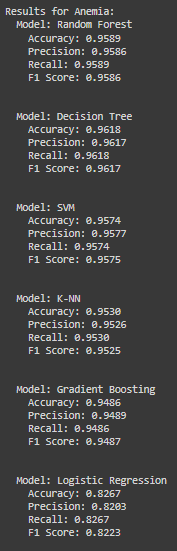 Results for Anemia:
Model: Random Forest
Accuracy: 0.9589
Precision: 0.9586
Recall: 0.9589
F1 Score: 0.9586
Model: Decision Tree
Accuracy: 0.9618
Precision: 0.9617
Recall: 0.9618
F1 Score: 0.9617
Model: SVM
Accuracy: 0.9574
Precision: 0.9577
Recall: 0.9574
F1 Score: 0.9575
Model: K-NN
Accuracy: 0.9530
Precision: 0.9526
Recall: 0.9530
F1 Score: 0.9525
Model: Gradient Boosting
Accuracy: 0.9486
Precision: 0.9489
Recall: 0.9486
F1 Score: 0.9487
Model: Logistic Regression
Accuracy: 0.8267
Precision: 0.8203
Recall: 0.8267
F1 Score: 0.8223